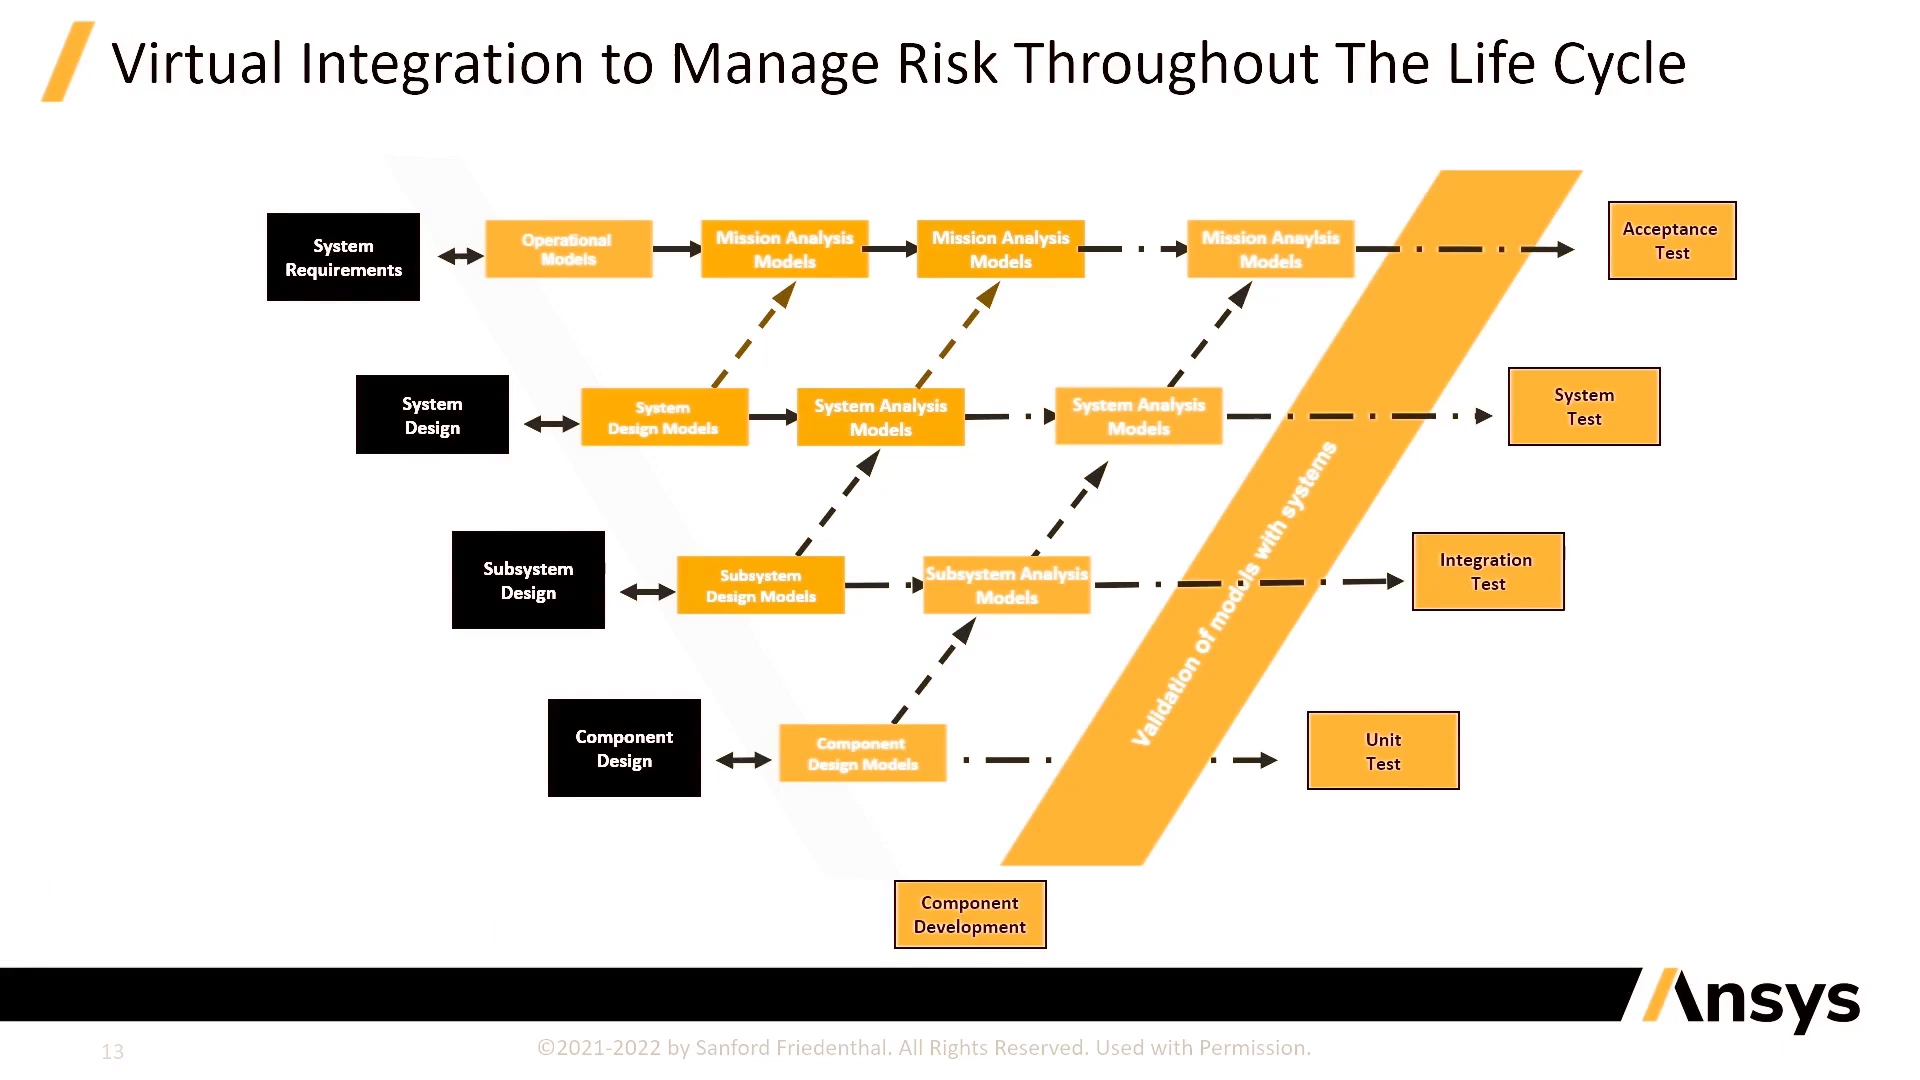 Virtual Integration to Manage Risk Throughout The Life Cycle
System
Requirements
Operational
Models
Mission Analysis
Models
Mission Analysis
Models
Mission Anaylsis
Models
Acceptance
Test
System
Design
System
Design Models
System Analysis
Models
System Analysis
Models
System
Test
Subsystem
Design
Subsystem
Design Models
Subsystem Analysis
Models
Validation of moduls with systems
Integration
Test
Component
Design
Component
Design Models
Unit
Test
Component
Development
Ansys
13
©2021-2022 by Sanford Friedenthal. All Rights Reserved. Used with Permission.